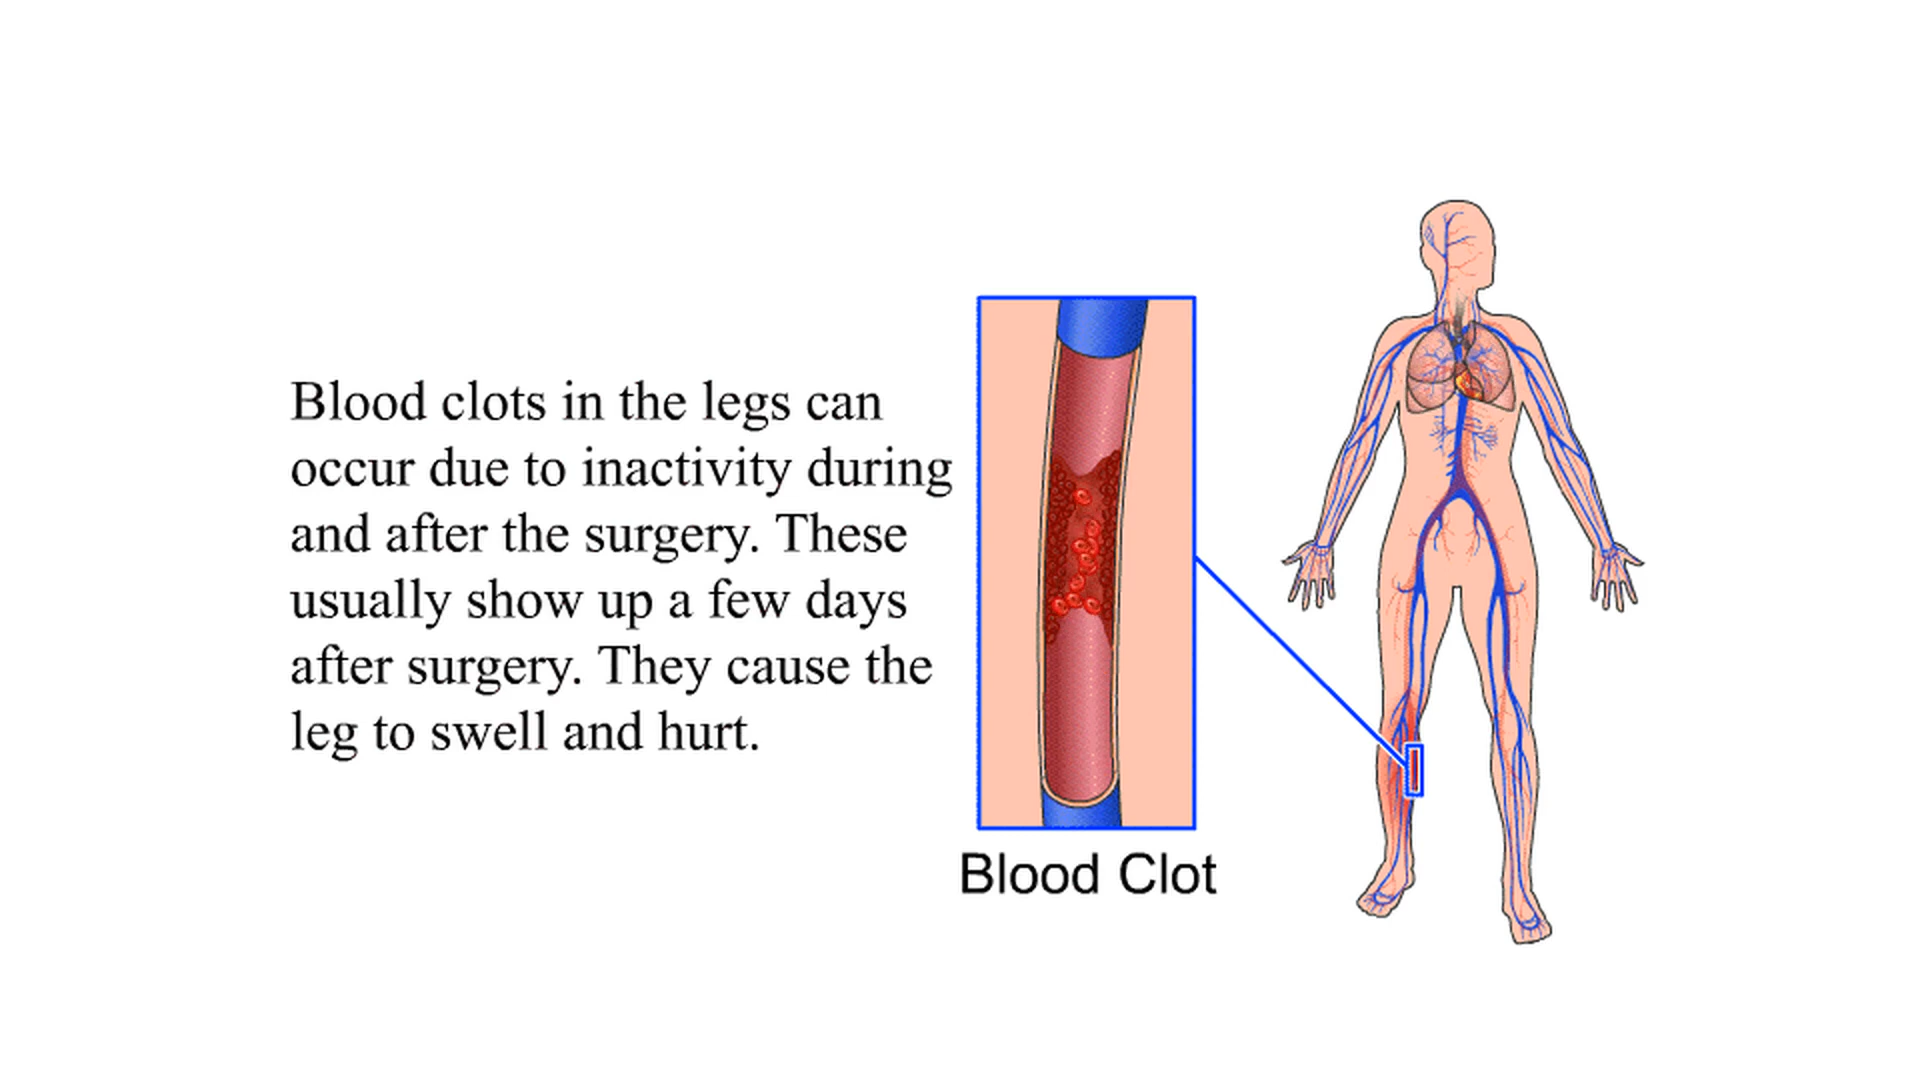 Blood clots in the legs can
occur due to inactivity during
and after the surgery. These
usually show up a few days
after surgery. They cause the
leg to swell and hurt.
Blood Clot